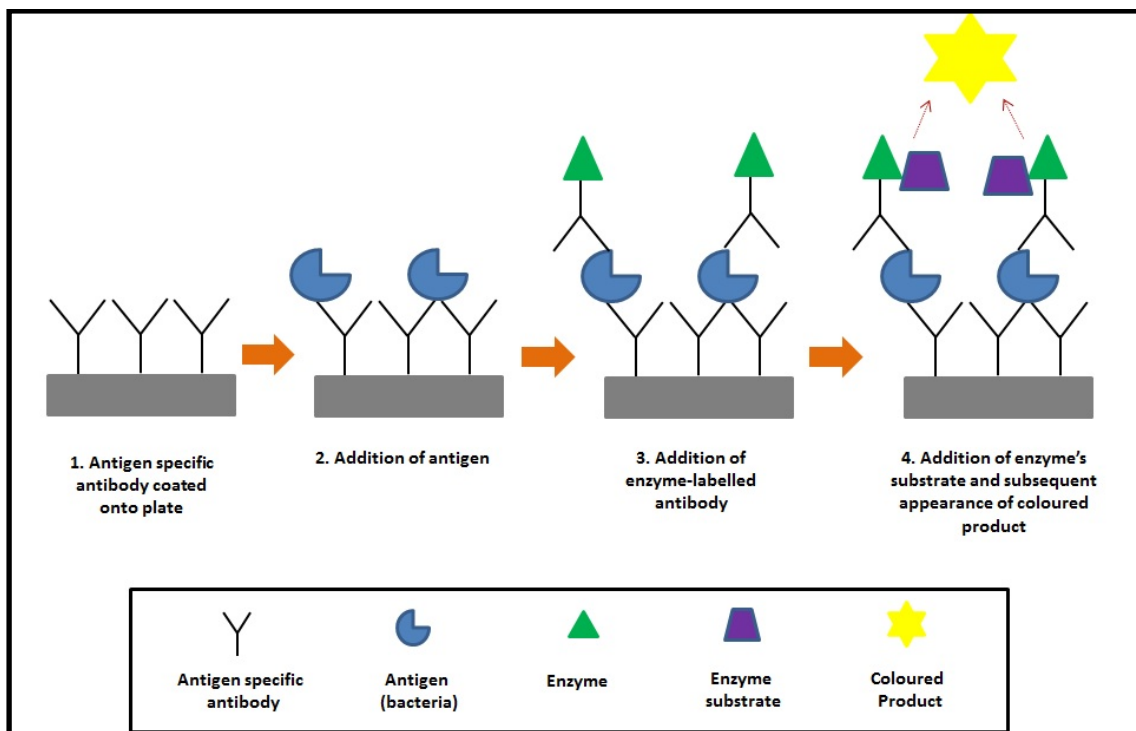 1. Antigen specific
antibody coated
onto plate
2. Addition of antigen
3. Addition of
enzyme-labelled
antibody
4. Addition of enzyme's
substrate and subsequent
appearance of coloured
product
Antigen specific
antibody
Antigen
(bacteria)
Enzyme
Enzyme
substrate
Coloured
Product